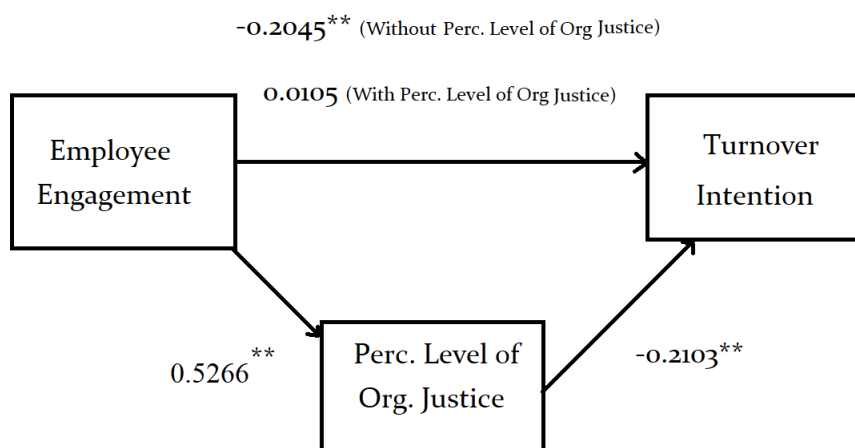 -0.2045** (Without Perc. Level of Org Justice)
0.0105 (With Perc. Level of Org Justice)
Employee
Engagement
Turnover
Intention
0.5266**
Perc. Level of
Org. Justice
-0.2103**